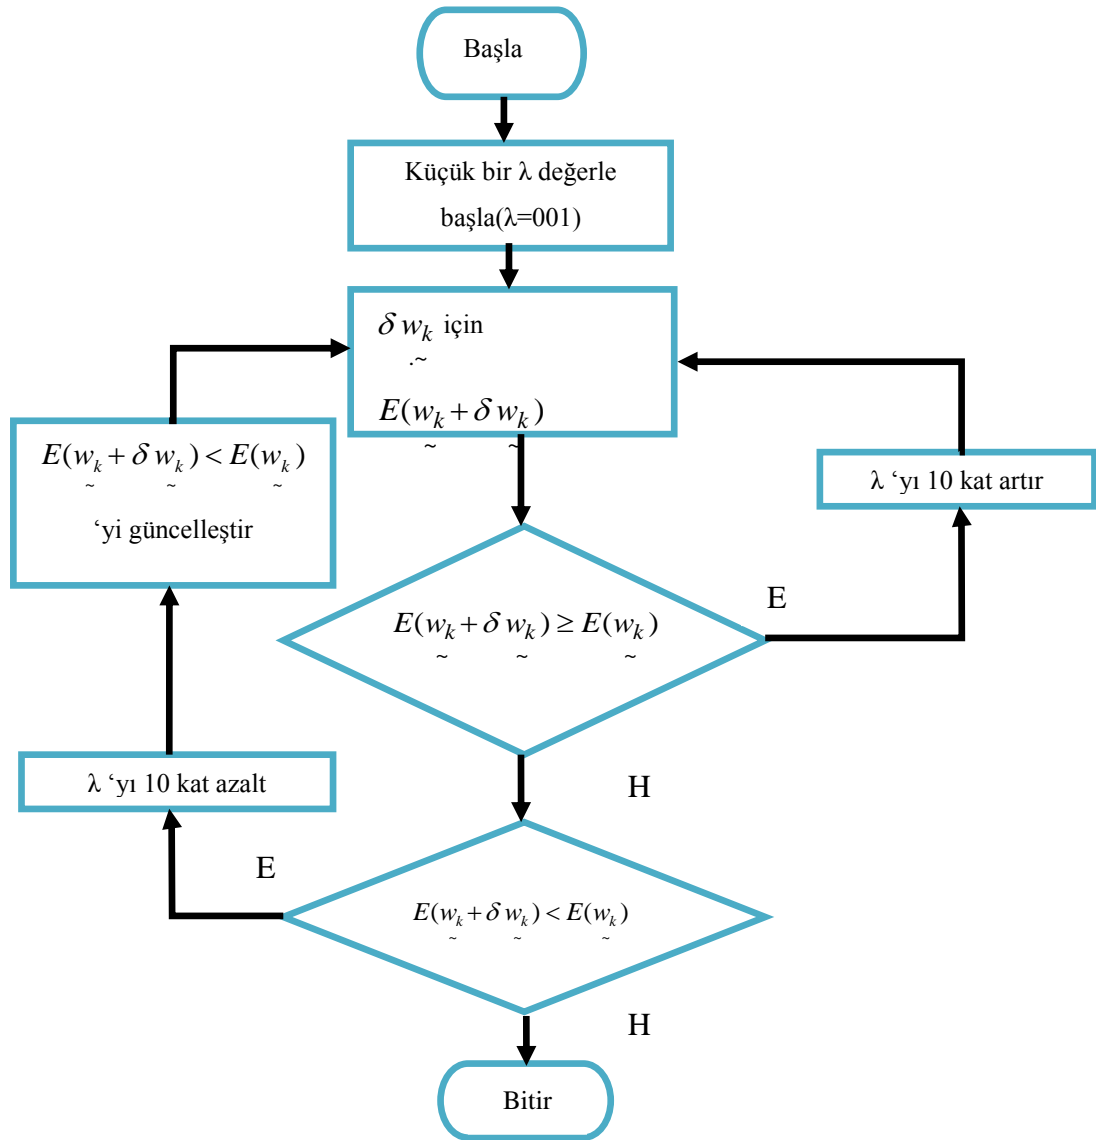 Başla
Küçük bir λ değerle
başla(λ=001)
δ w_k için
.~
E(w_k + δ w_k)
~ ~
E(w_k + δ w_k) < E(w_k)
~ ~ ~
‘yi güncelleştir
λ ‘yı 10 kat artır
E
E(w_k + δ w_k) ≥ E(w_k)
~ ~ ~
λ ‘yı 10 kat azalt
H
E
E(w_k + δ w_k) < E(w_k)
~ ~ ~
H
Bitir